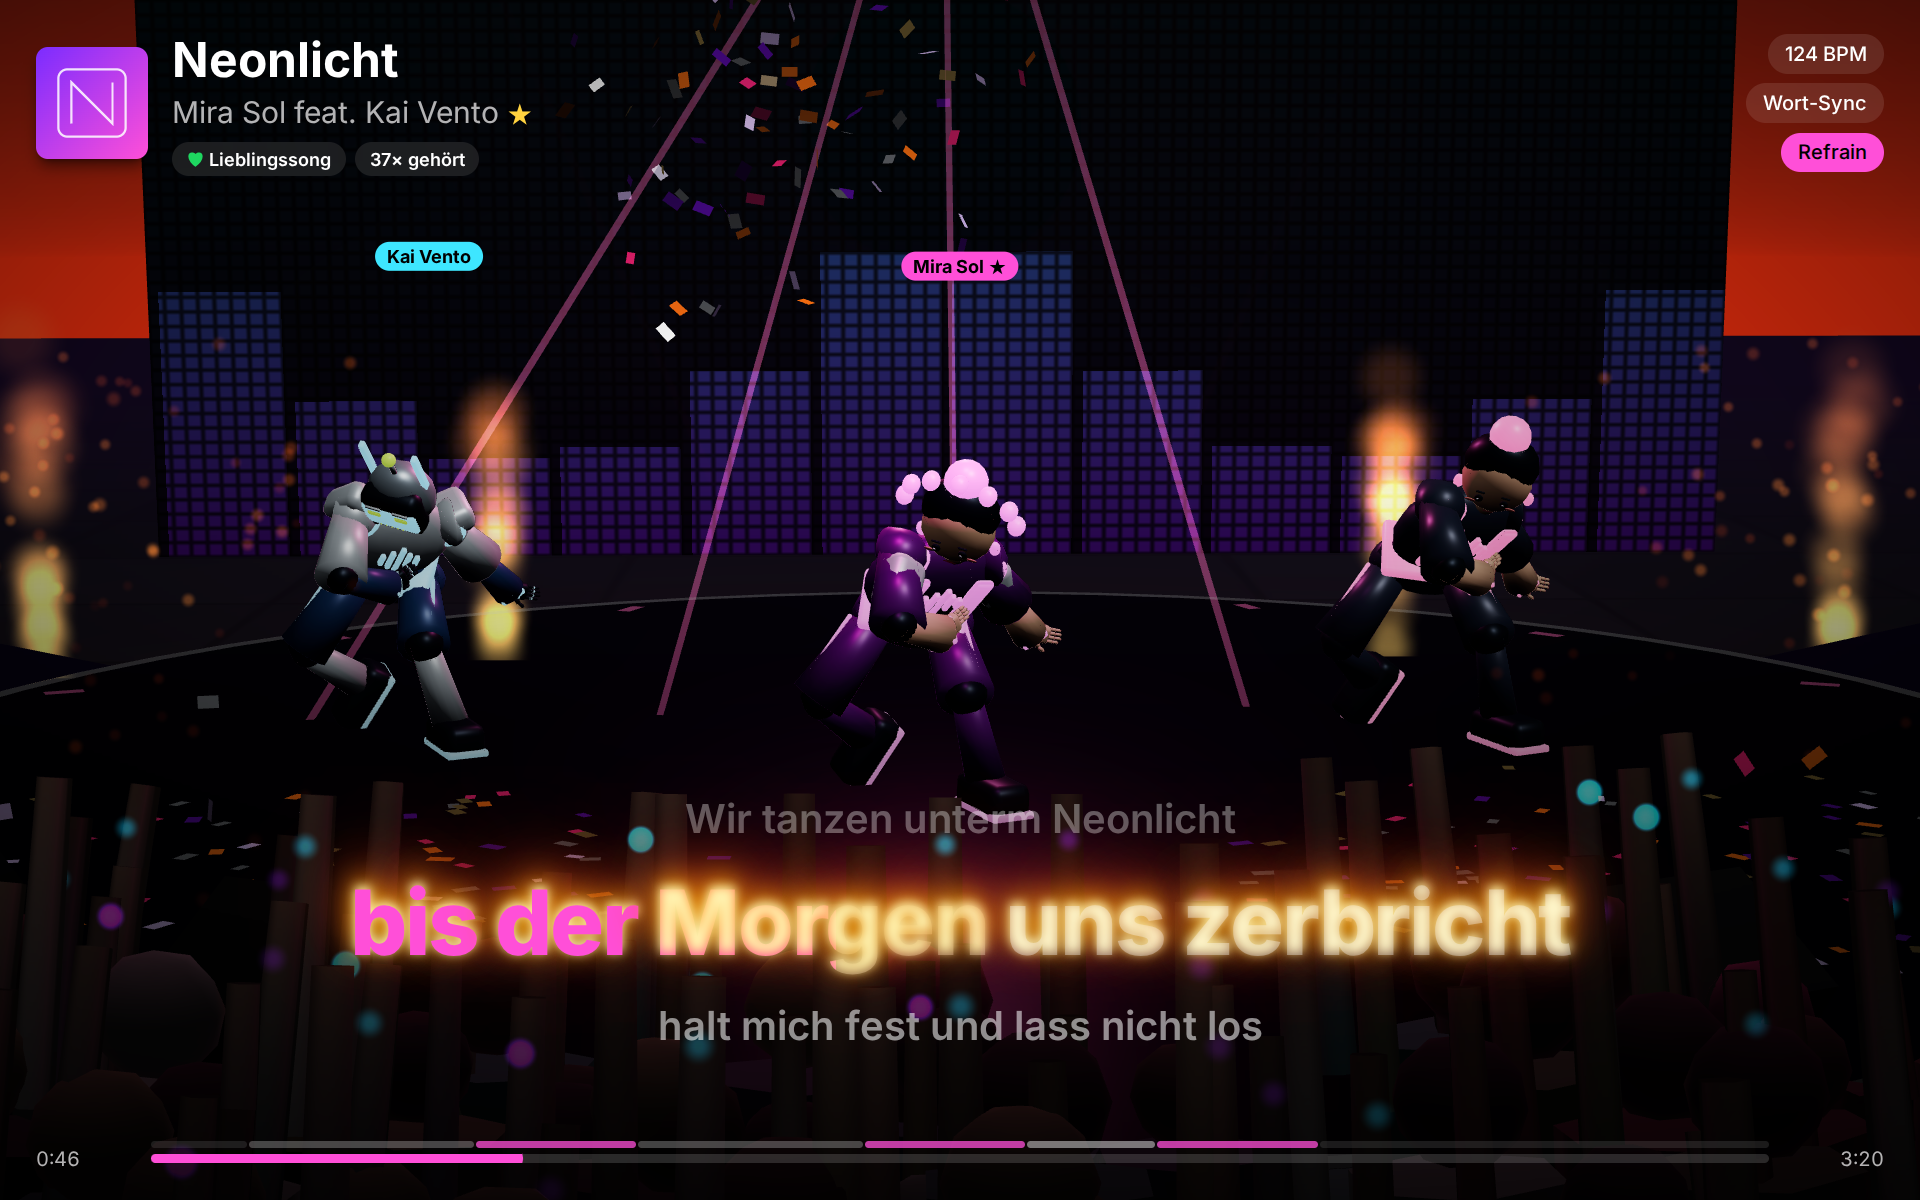 Neonlicht
Mira Sol feat. Kai Vento ★
Lieblingssong
37× gehört
124 BPM
Wort-Sync
Refrain
N
Kai Vento
Mira Sol ★
Wir tanzen unterm Neonlicht
bis der Morgen uns zerbricht
halt mich fest und lass nicht los
0:46
3:20